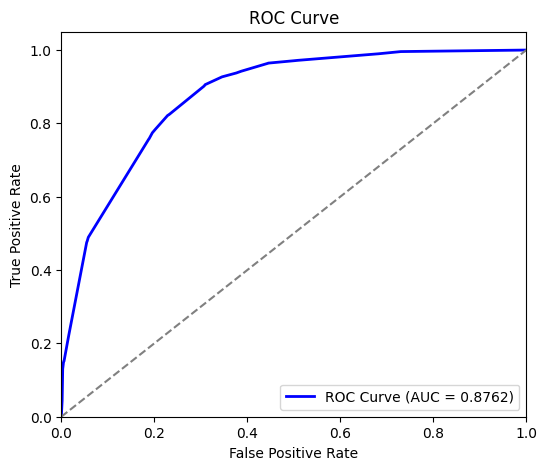 ROC Curve
True Positive Rate
1.0
0.8
0.6
0.4
0.2
0.0
0.0 0.2 0.4 0.6 0.8 1.0
False Positive Rate
ROC Curve (AUC = 0.8762)